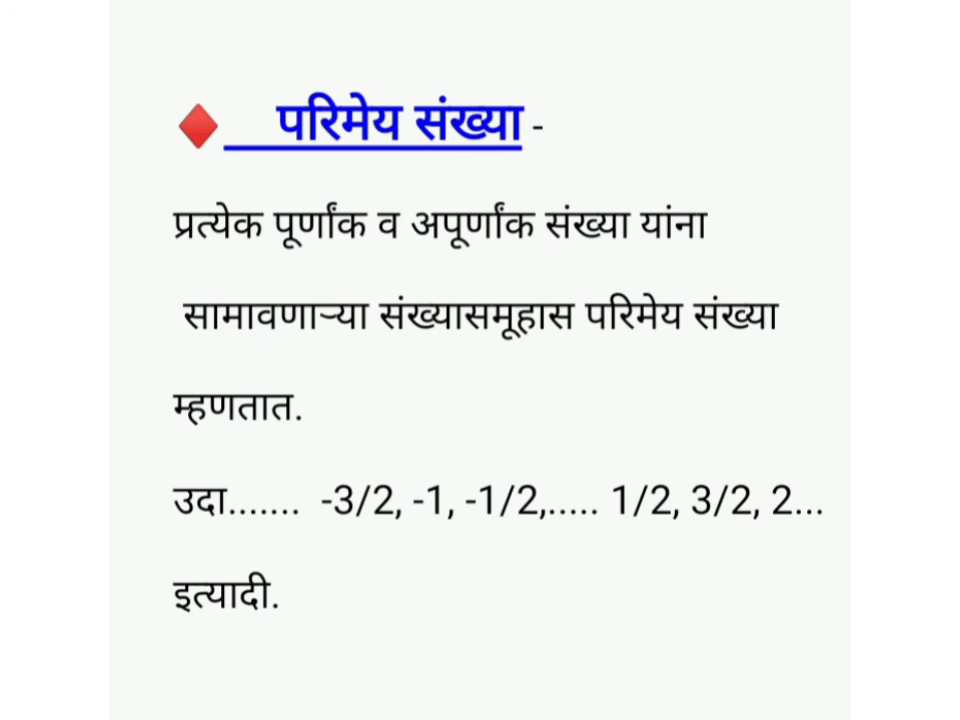 परिमेय संख्या -
प्रत्येक पूर्णांक व अपूर्णांक संख्या यांना
सामावणाऱ्या संख्यासमूहास परिमेय संख्या
म्हणतात.
उदा....... -3/2, -1, -1/2,..... 1/2, 3/2, 2...
इत्यादी.